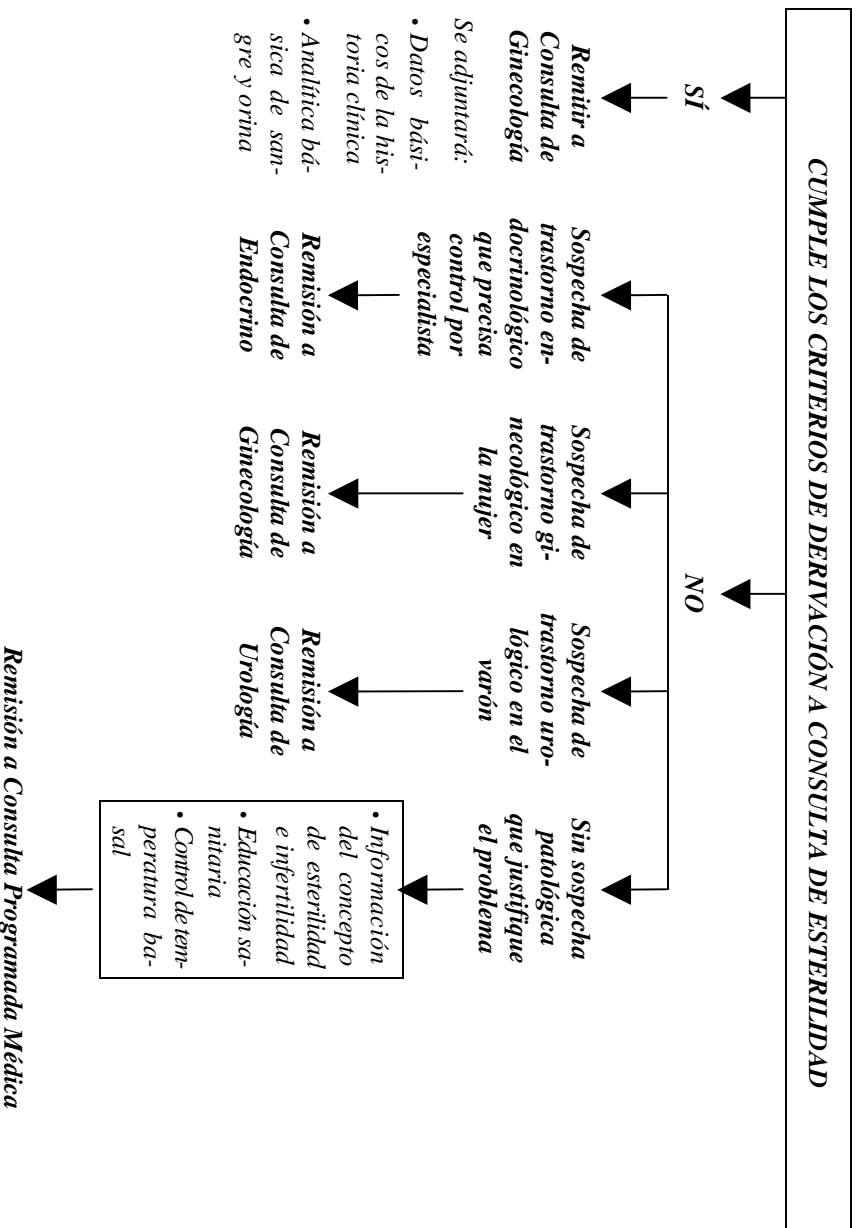 CUMPLE LOS CRITERIOS DE DERIVACIÓN A CONSULTA DE ESTERILIDAD
SÍ
NO
Remitir a
Consulta de
Ginecología
Se adjuntará:
• Datos bási-
cos de la his-
toria clínica
• Analítica bá-
sica de san-
gre y orina
Sospecha de
trastorno en-
docrinológico
que precisa
control por
especialista
Remisión a
Consulta de
Endocrino
Sospecha de
trastorno gi-
necológico en
la mujer
Remisión a
Consulta de
Ginecología
Sospecha de
trastorno uro-
lógico en el
varón
Remisión a
Consulta de
Urología
Sin sospecha
patológica
que justifique
el problema
• Información
del concepto
de esterilidad
e infertilidad
• Educación sa-
nitaria
• Control de tem-
peratura ba-
sal
Remisión a Consulta Programada Médica